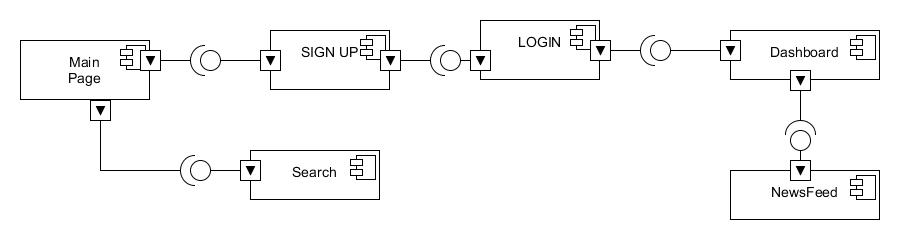 Main
Page
SIGN UP
LOGIN
Dashboard
Search
NewsFeed